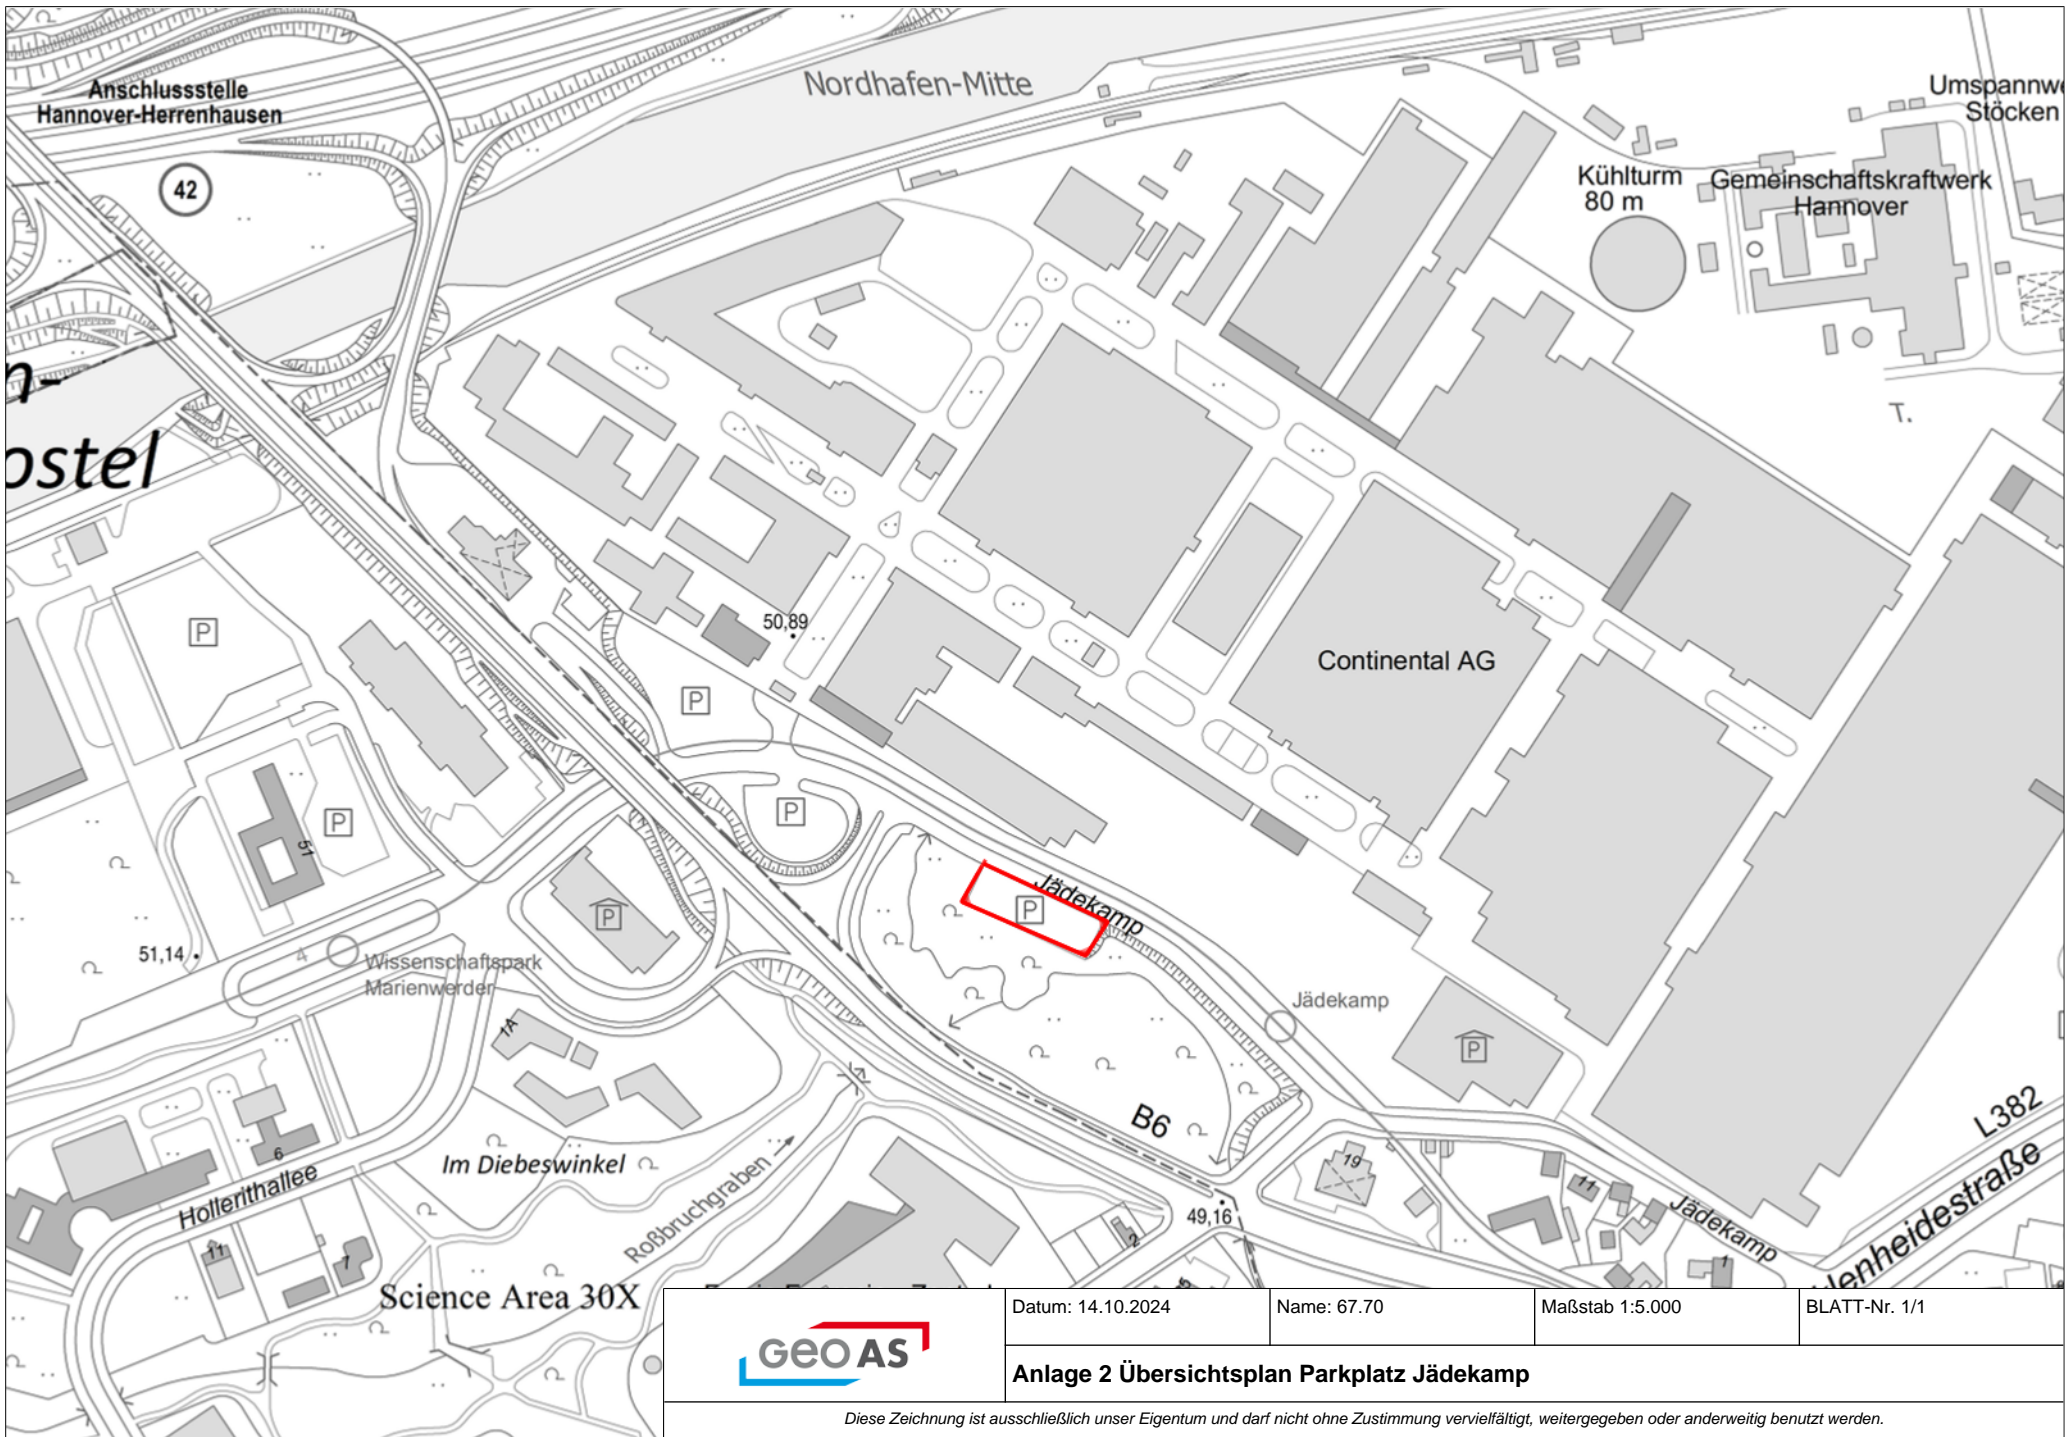 Nordhafen-Mitte
Anschlussstelle
Hannover-Herrenhausen
42
Stöcken
Kühlturm
80 m
Gemeinschaftskraftwerk
Hannover
T.
n-
ostel
P
50,89
P
Continental AG
P
P
51
P
Jädekamp
P
51,14
4
Wissenschaftspark
Marienwerder
Jädekamp
P
1A
B6
L382
Im Diebeswinkel
Roßbruchgraben
6
Hollerithallee
19
11
Jädekamp
49,16
2
11
7
1
Science Area 30X
Datum: 14.10.2024
Name: 67.70
Maßstab 1:5.000
BLATT-Nr. 1/1
GEO AS
Anlage 2 Übersichtsplan Parkplatz Jädekamp
Diese Zeichnung ist ausschließlich unser Eigentum und darf nicht ohne Zustimmung vervielfältigt, weitergegeben oder anderweitig benutzt werden.